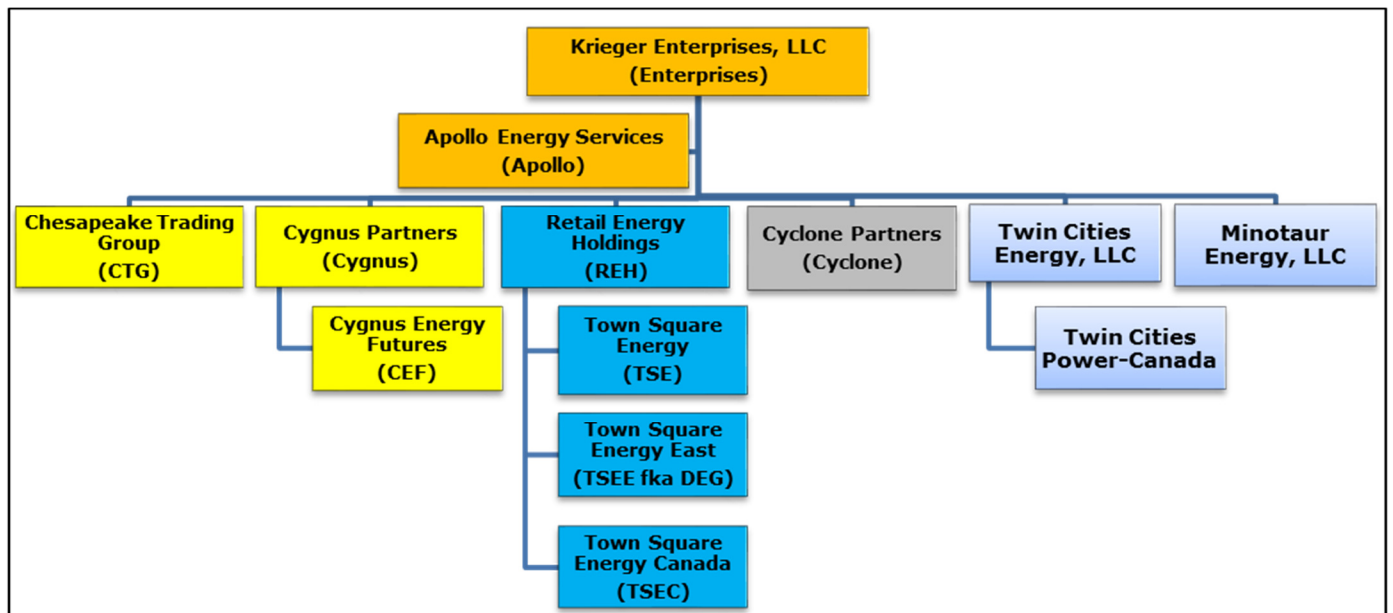 Krieger Enterprises, LLC
(Enterprises)
Apollo Energy Services
(Apollo)
Chesapeake Trading
Group
(CTG)
Cygnus Partners
(Cygnus)
Retail Energy
Holdings
(REH)
Cyclone Partners
(Cyclone)
Twin Cities
Energy, LLC
Minotaur
Energy, LLC
Cygnus Energy
Futures
(CEF)
Town Square
Energy
(TSE)
Twin Cities
Power-Canada
Town Square
Energy East
(TSEE fka DEG)
Town Square
Energy Canada
(TSEC)